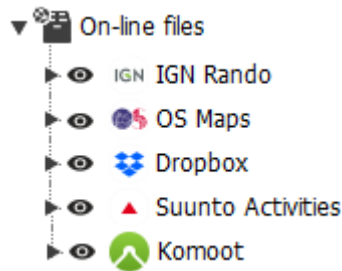 On-line files
IGN IGN Rando
OS Maps
Dropbox
Suunto Activities
Komoot